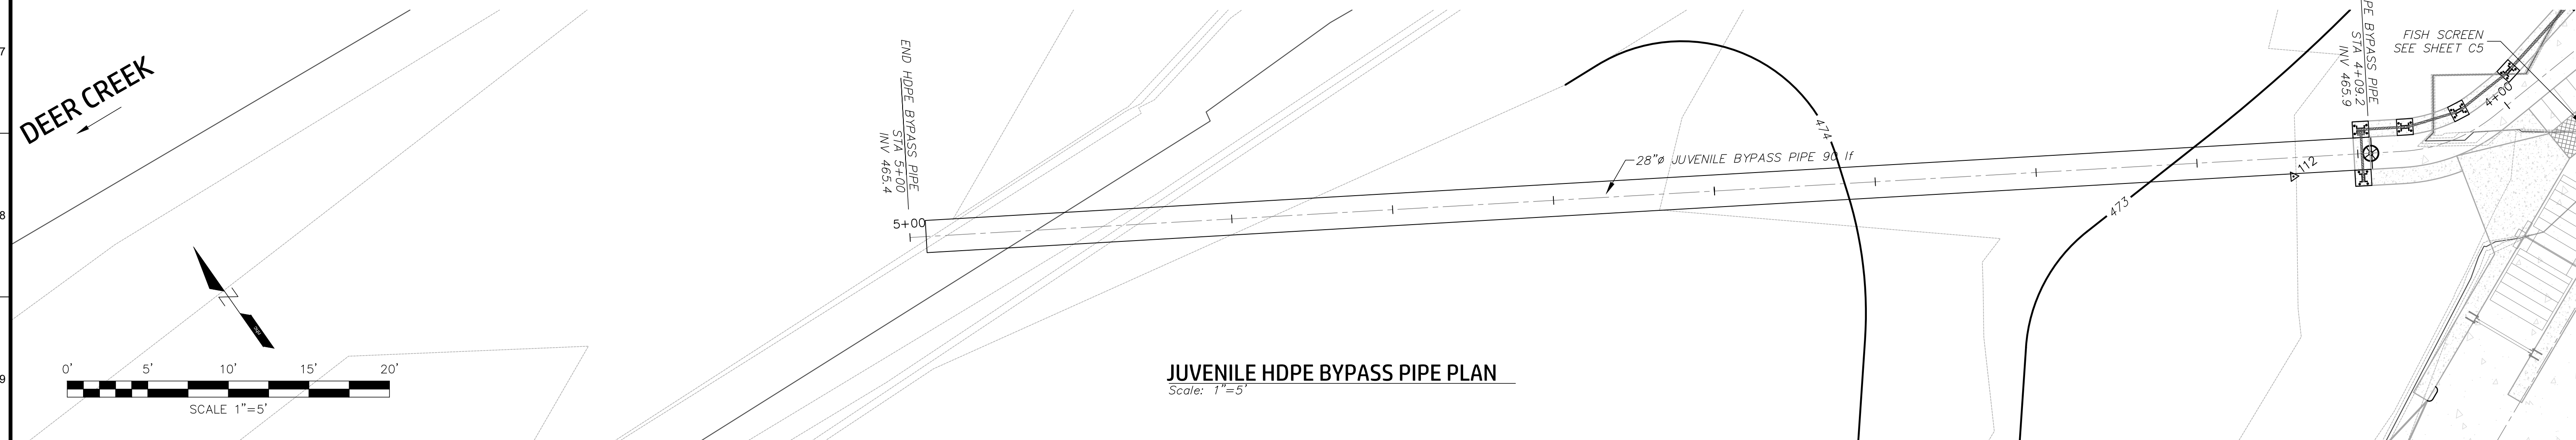 7
8
9
DEER CREEK
0' 5' 10' 15' 20'
SCALE 1"=5'
END HDPE BYPASS PIPE
STA 5+00
INV 465.4
5+00
28"ø JUVENILE BYPASS PIPE 90 lf
474
473
JUVENILE HDPE BYPASS PIPE PLAN
Scale: 1"=5'
PE BYPASS PIPE
STA 4+09.2
INV 465.9
FISH SCREEN
SEE SHEET C5
4+00
112